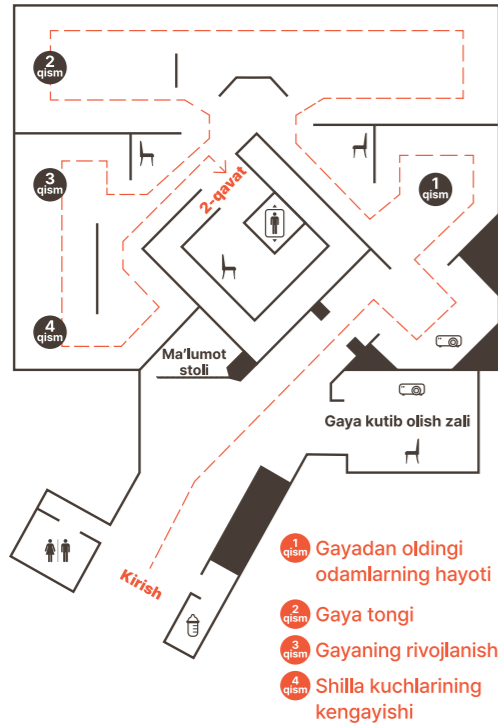 2
qism
3
qism
1
qism
2-qavat
4
qism
Ma'lumot
stoli
Gaya kutib olish zali
Kirish
1
qism
Gayadan oldingi
odamlarning hayoti
2
qism
Gaya tongi
3
qism
Gayaning rivojlanish
4
qism
Shilla kuchlarining
kengayishi